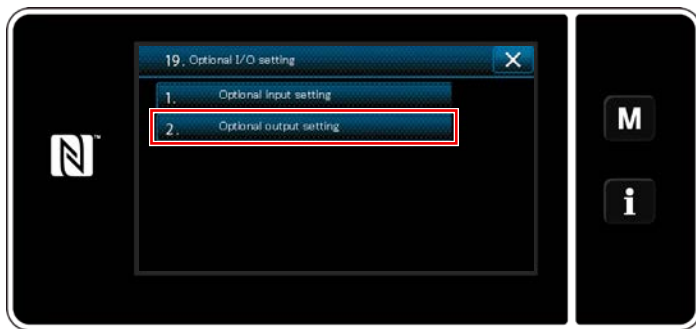 19. Optional I/O setting
1. Optional input setting
2. Optional output setting
M
i